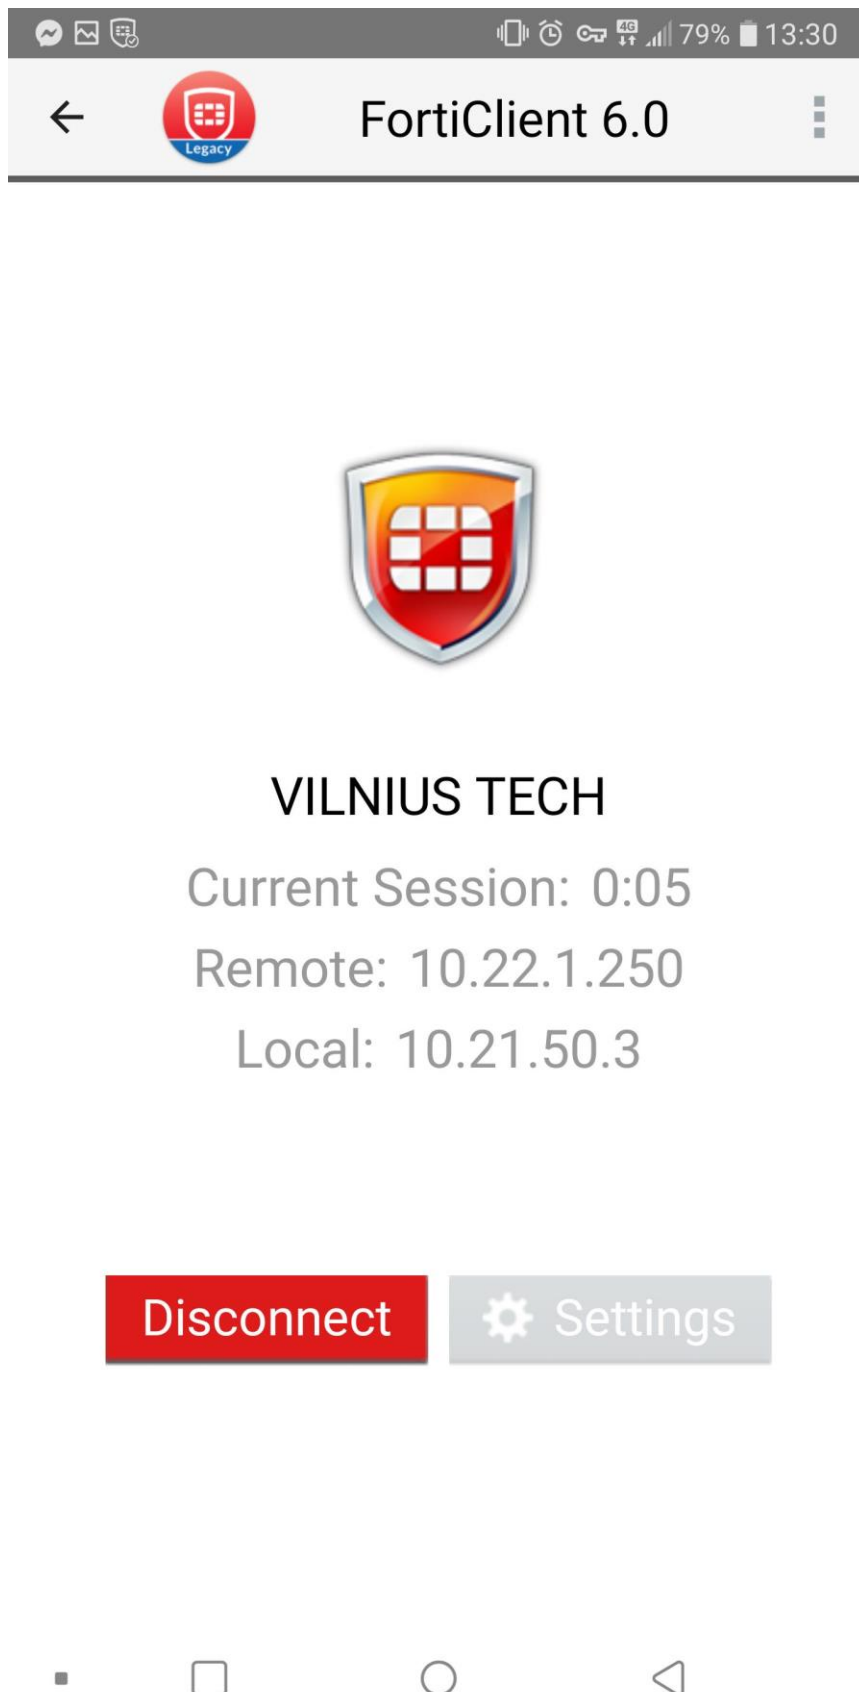 4G 79% 13:30
Legacy FortiClient 6.0
VILNIUS TECH
Current Session: 0:05
Remote: 10.22.1.250
Local: 10.21.50.3
Disconnect Settings